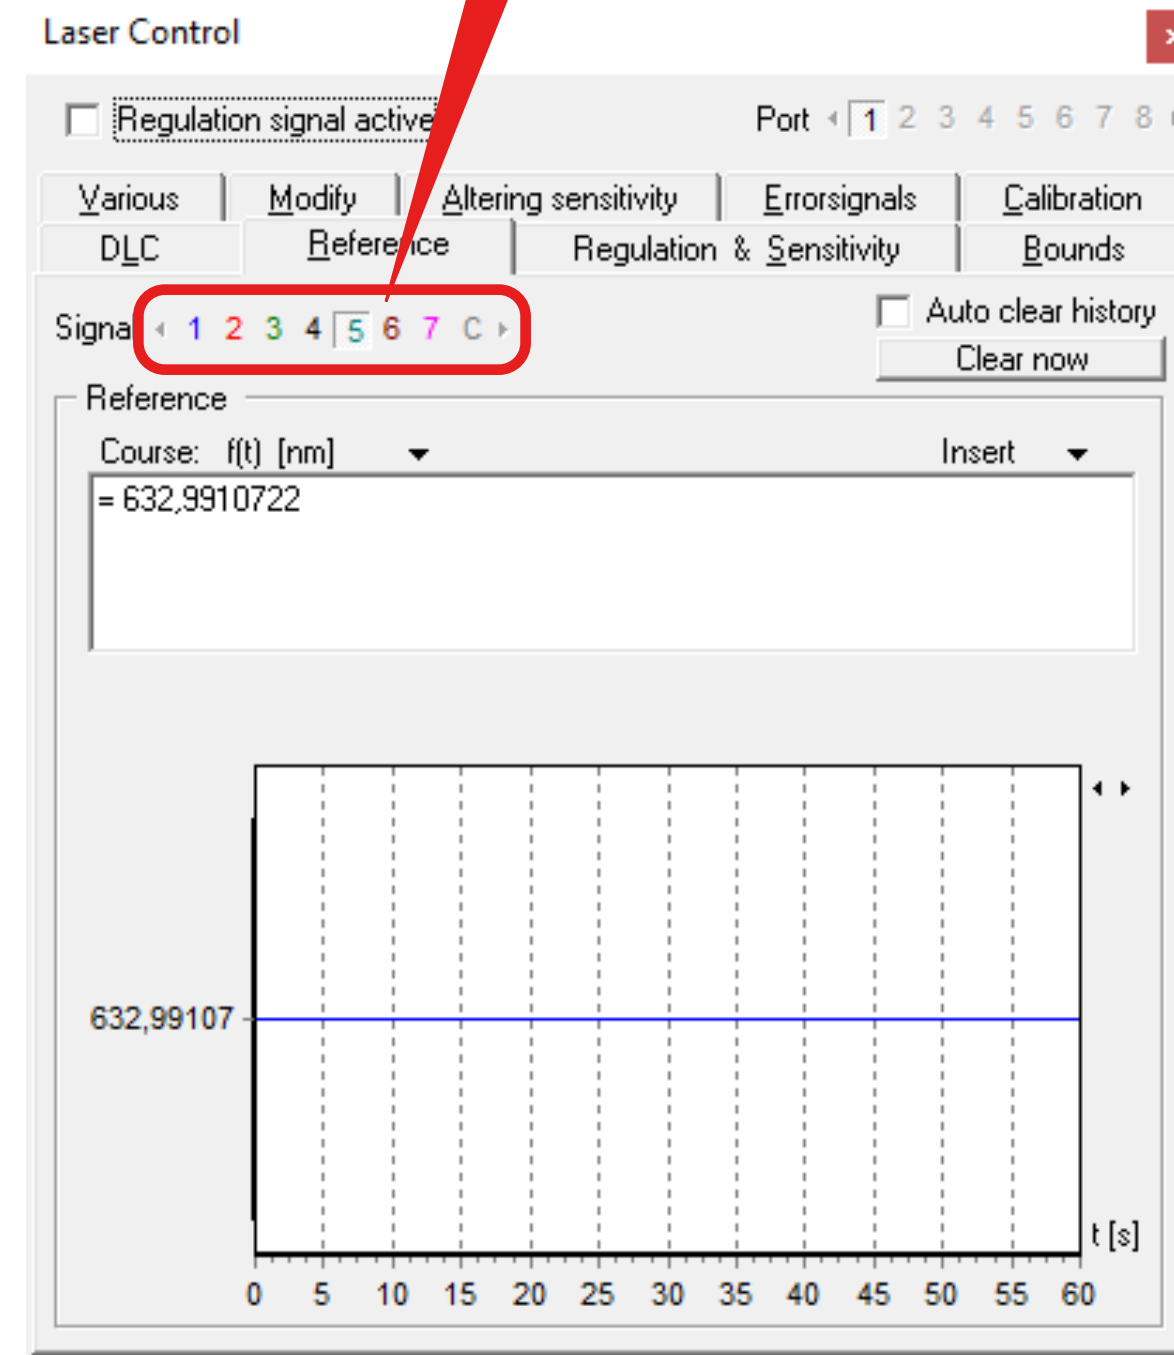 Laser Control
Regulation signal active Port 1 2 3 4 5 6 7 8
Various Modify Altering sensitivity Errorsignals Calibration
DLC Reference Regulation & Sensitivity Bounds
Signal 1 2 3 4 5 6 7 C Auto clear history
Clear now
Reference
Course: f(t) [nm] Insert
= 632,9910722
632,99107
t [s]
0 5 10 15 20 25 30 35 40 45 50 55 60